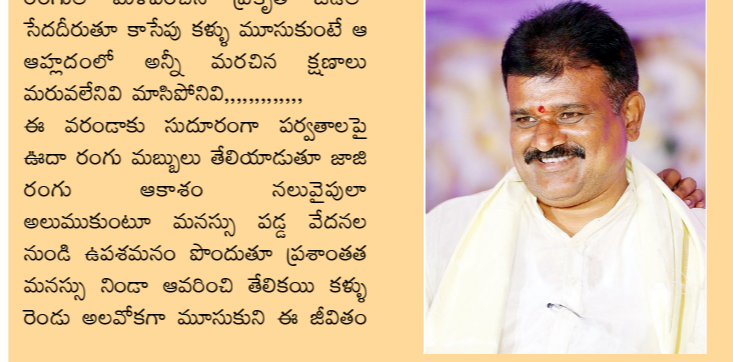 సేదదీరుతూ కాసేపు కళ్ళు మూసుకుంటే ఆ
ఆహ్లదంలో అన్నీ మరచిన క్షణాలు
మరువలేనివి మాసిపోనివి,,,,,,,,,,,,,
ఈ వరండాకు సుదూరంగా పర్వతాలపై
ఊదా రంగు మబ్బులు తేలియాడుతూ జాజి
రంగు ఆకాశం నలువైపులా
అలుముకుంటూ మనస్సు పడ్డ వేదనల
నుండి ఉపశమనం పొందుతూ ప్రశాంతత
మనస్సు నిండా ఆవరించి తేలికయి కళ్ళు
రెండు అలవోకగా మూసుకుని ఈ జీవితం